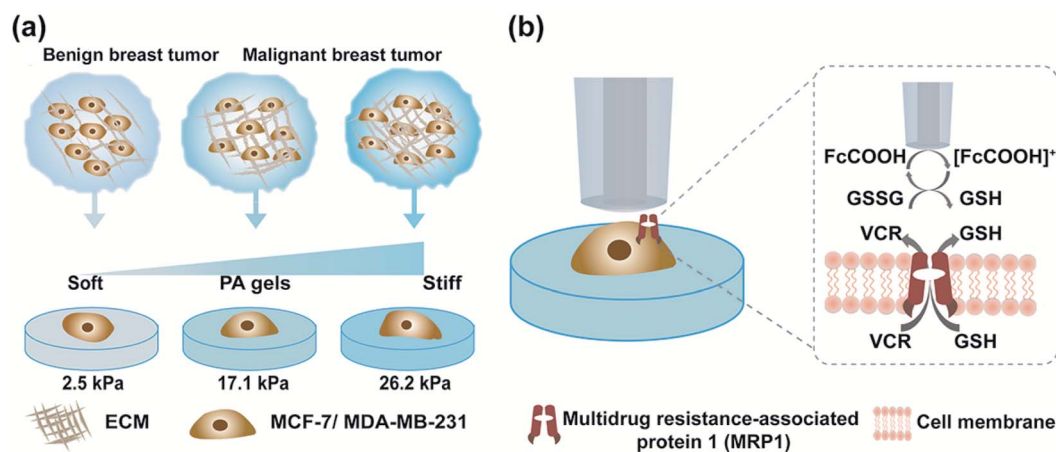 (a)
Benign breast tumor
Malignant breast tumor
Soft
PA gels
Stiff
2.5 kPa
17.1 kPa
26.2 kPa
ECM
MCF-7/ MDA-MB-231
(b)
FcCOOH
[FcCOOH]⁺
GSSG
GSH
VCR
GSH
VCR
GSH
Multidrug resistance-associated
protein 1 (MRP1)
Cell membrane